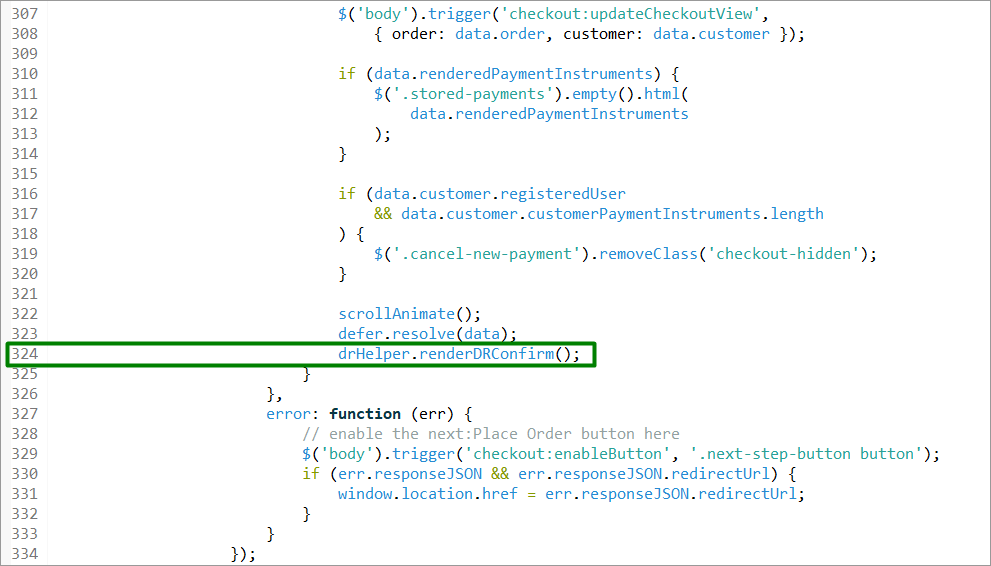 307 $('body').trigger('checkout:updateCheckoutView',
308 { order: data.order, customer: data.customer });
309
310 if (data.renderedPaymentInstruments) {
311 $('.stored-payments').empty().html(
312 data.renderedPaymentInstruments
313 );
314 }
315
316 if (data.customer.registeredUser
317 && data.customer.customerPaymentInstruments.length
318 ) {
319 $('.cancel-new-payment').removeClass('checkout-hidden');
320 }
321
322 scrollAnimate();
323 defer.resolve(data);
324 drHelper.renderDRConfirm();
325 }
326 },
327 error: function (err) {
328 // enable the next:Place Order button here
329 $('body').trigger('checkout:enableButton', '.next-step-button button');
330 if (err.responseJSON && err.responseJSON.redirectUrl) {
331 window.location.href = err.responseJSON.redirectUrl;
332 }
333 }
334 });